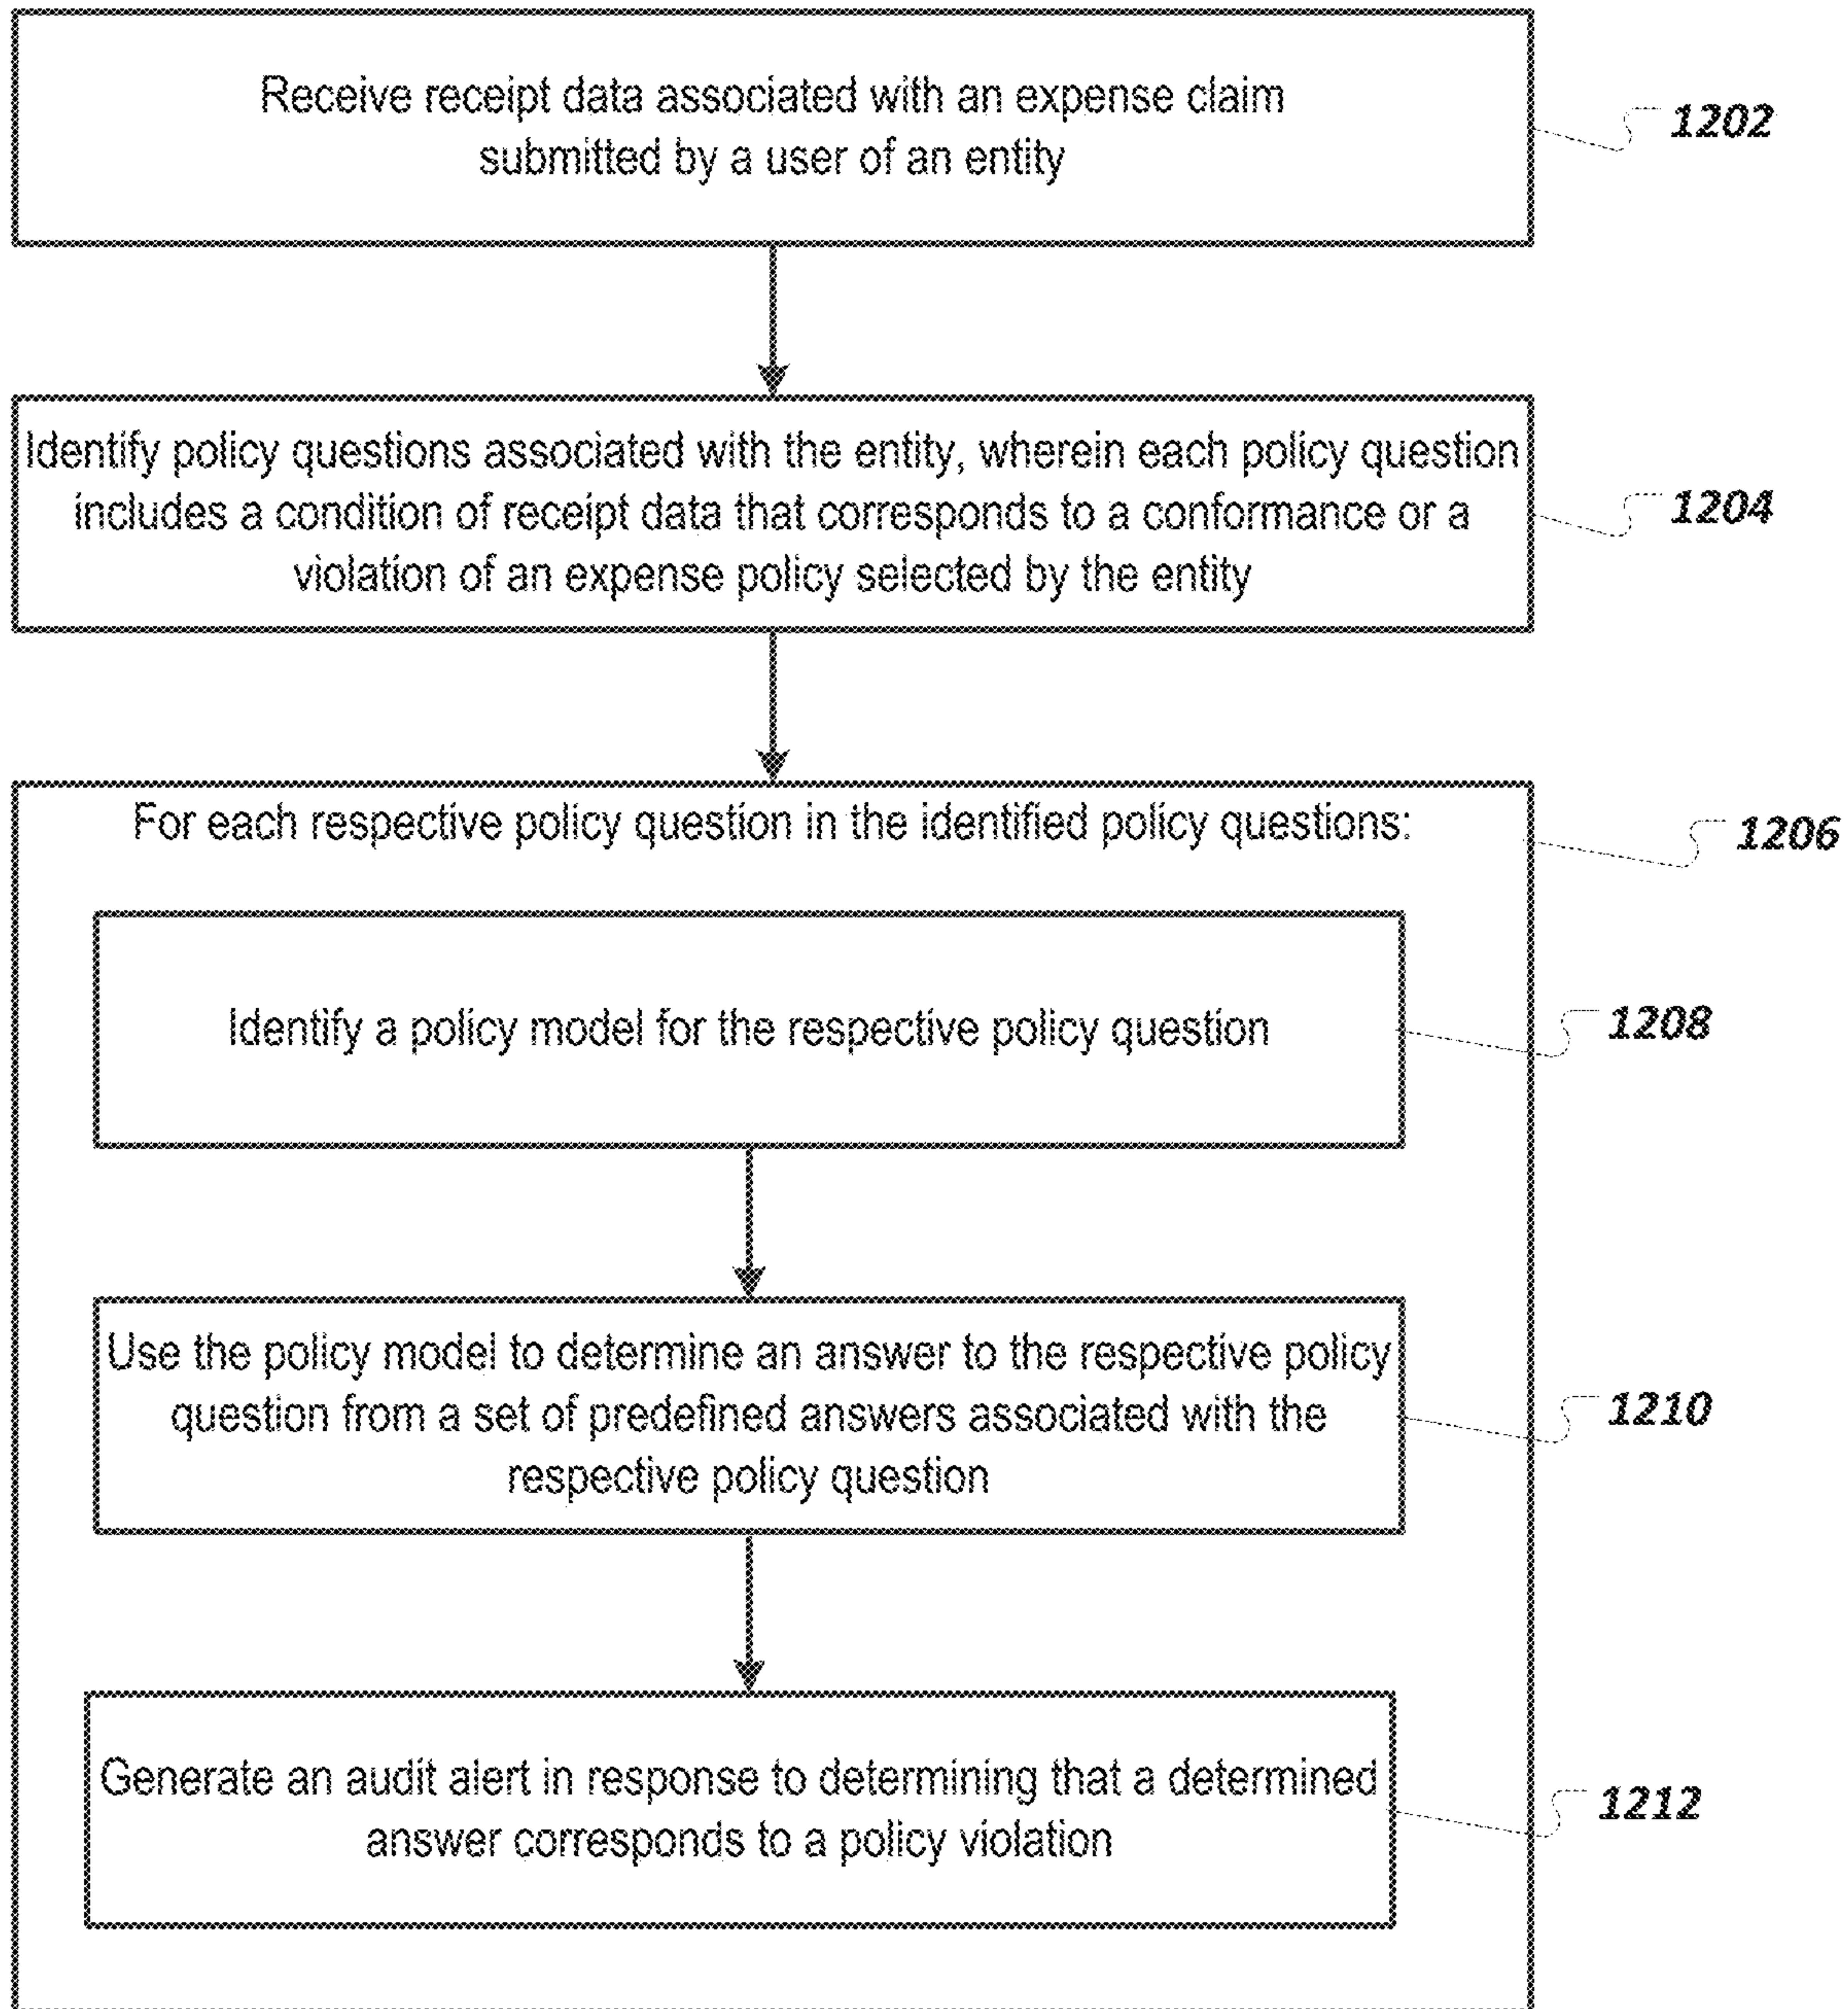 Receive receipt data associated with an expense claim
submitted by a user of an entity
1202
Identify policy questions associated with the entity, wherein each policy question
includes a condition of receipt data that corresponds to a conformance or a
violation of an expense policy selected by the entity
1204
For each respective policy question in the identified policy questions:
1206
Identify a policy model for the respective policy question
1208
Use the policy model to determine an answer to the respective policy
question from a set of predefined answers associated with the
respective policy question
1210
Generate an audit alert in response to determining that a determined
answer corresponds to a policy violation
1212